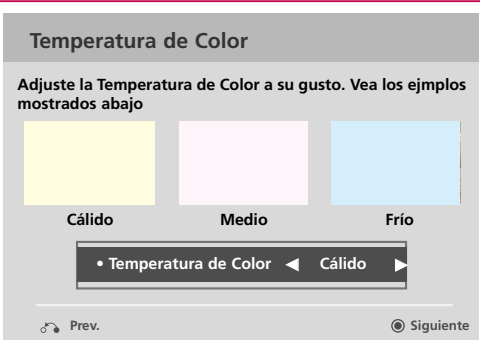 Temperatura de Color
Adjuste la Temperatura de Color a su gusto. Vea los ejmplos
mostrados abajo
Cálido Medio Frío
• Temperatura de Color ◀ Cálido ▶
Prev. Siguiente